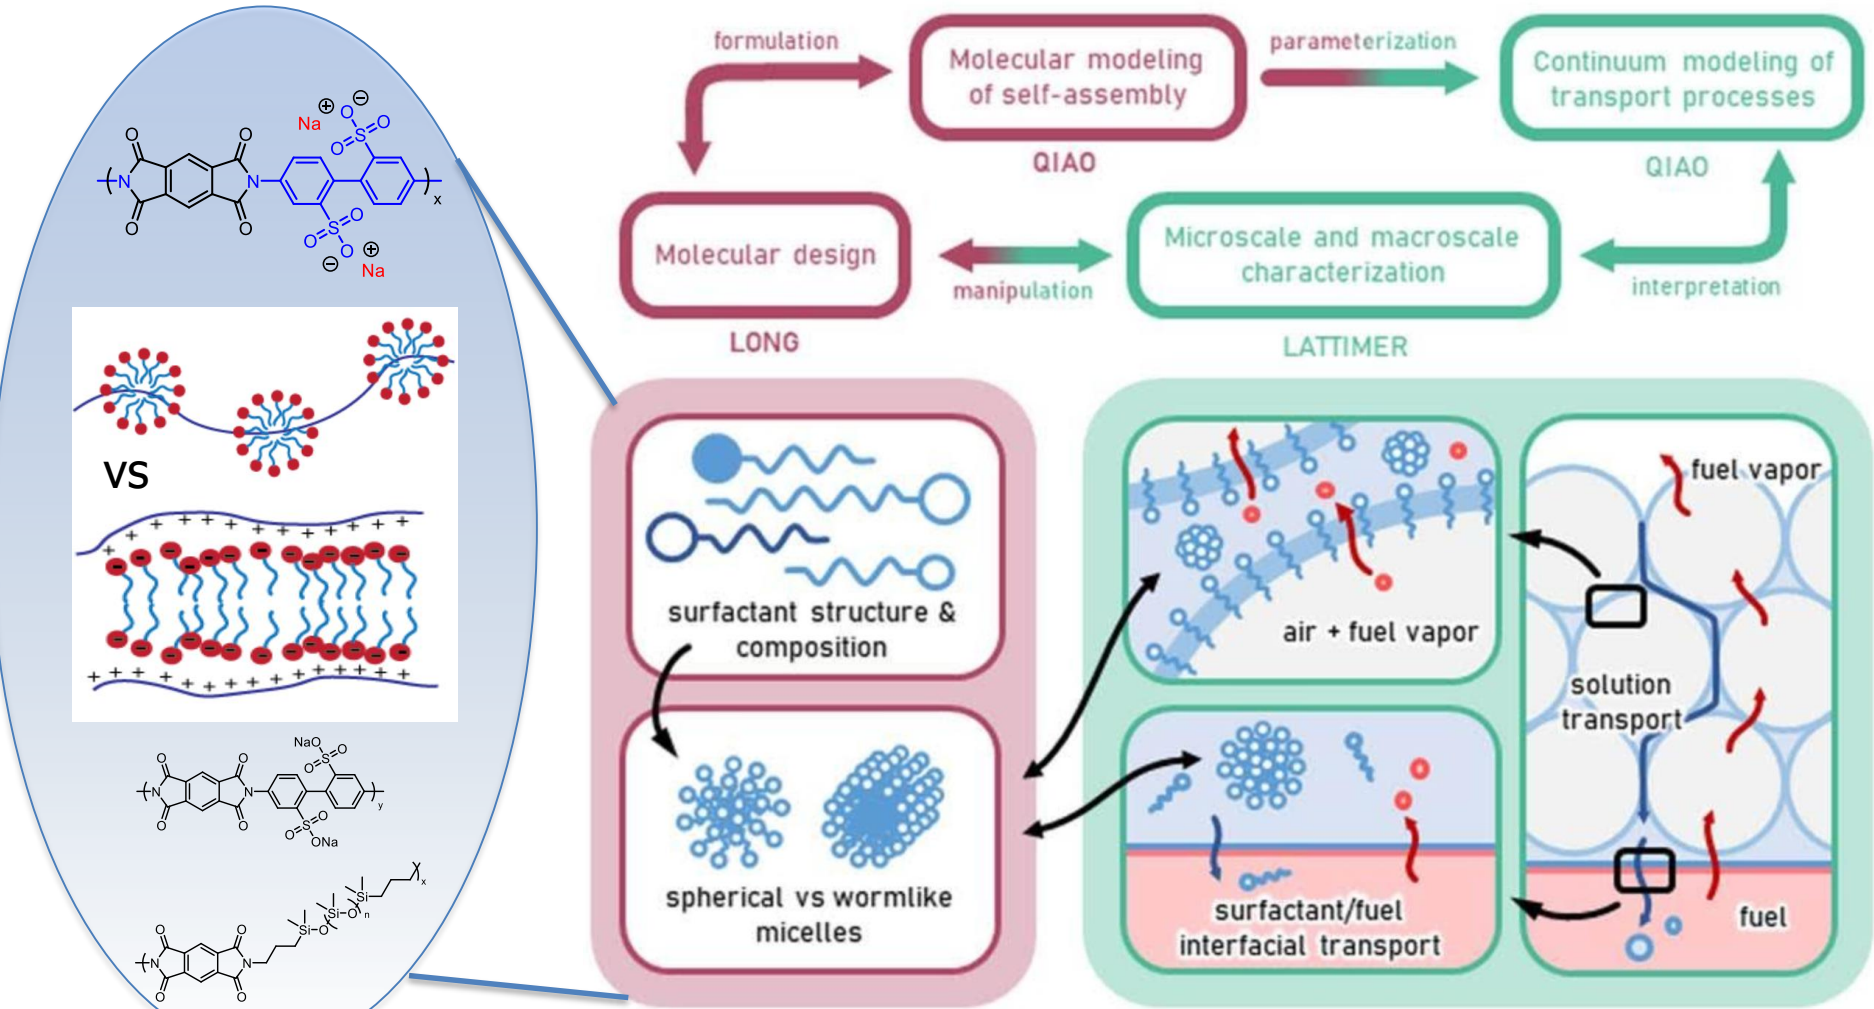 formulation
Molecular modeling
of self-assembly
QIAO
parameterization
Continuum modeling of
transport processes
QIAO
Molecular design
LONG
manipulation
Microscale and macroscale
characterization
LATTIMER
interpretation
O
O
N
N
O
O
Na
⊕
⊖
O
S
O
O
O
S
O
O
⊖
⊕
Na
x
VS
+ + + + + + + + + + + +
- - - - - - - - - - -
- - - - - - - - - - -
+ + + + + + + + + + + + + + +
NaO
O
S
O
O
O
N
N
O
O
O
S
O
ONa
y
x
Si
O
Si
O
n
Si
O
O
N
N
O
O
surfactant structure &
composition
spherical vs wormlike
micelles
air + fuel vapor
surfactant/fuel
interfacial transport
fuel vapor
solution
transport
fuel